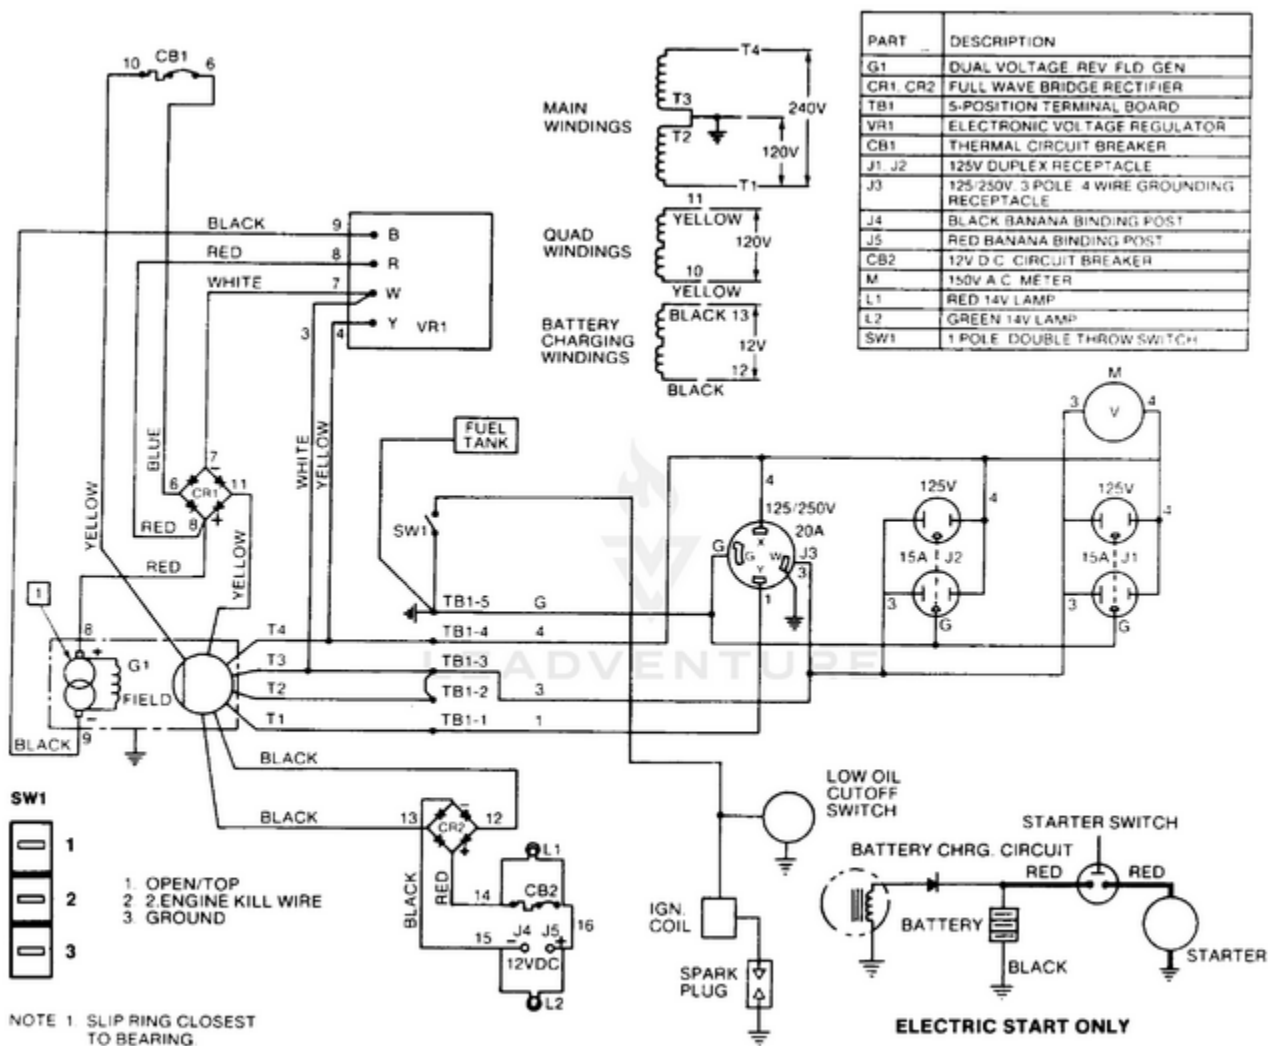 PART DESCRIPTION
G1 DUAL VOLTAGE REV FLD GEN
CR1, CR2 FULL WAVE BRIDGE RECTIFIER
TB1 5-POSITION TERMINAL BOARD
VR1 ELECTRONIC VOLTAGE REGULATOR
CB1 THERMAL CIRCUIT BREAKER
J1, J2 125V DUPLEX RECEPTACLE
J3 125/250V, 3 POLE 4 WIRE GROUNDING
RECEPTACLE
J4 BLACK BANANA BINDING POST
J5 RED BANANA BINDING POST
CB2 12V D.C. CIRCUIT BREAKER
M 150V A.C. METER
L1 RED 14V LAMP
L2 GREEN 14V LAMP
SW1 1 POLE DOUBLE THROW SWITCH
10 CB1 6
MAIN
WINDINGS
T4
T3
T2
T1
240V
120V
QUAD
WINDINGS
11
YELLOW
120V
10
YELLOW
BATTERY
CHARGING
WINDINGS
BLACK 13
12V
12
BLACK
BLACK 9 B
RED 8 R
WHITE 7 W
3 4 Y VR1
YELLOW
BLUE
WHITE
YELLOW
7 -
6 CR1 11
8 +
RED
YELLOW
RED
1
8
+
G1
FIELD
-
9
BLACK
FUEL
TANK
SW1
M
3 V 4
4
125/250V
20A
X
G G W J3
Y 3
1
125V
4
15A J2
3
G
125V
4
15A J1
3
G
TB1-5 G
T4 TB1-4 4
T3 TB1-3
T2 TB1-2 3
T1 TB1-1 1
LEADVENTURE
BLACK
BLACK 13 - CR2 12
+
BLACK
RED
L1
14 CB2
16
15 - J4 J5 +
12VDC
L2
SW1
1
2
3
1. OPEN/TOP
2 2.ENGINE KILL WIRE
3. GROUND
NOTE 1. SLIP RING CLOSEST
TO BEARING.
LOW OIL
CUTOFF
SWITCH
IGN.
COIL
SPARK
PLUG
STARTER SWITCH
BATTERY CHRG. CIRCUIT
RED RED
BATTERY
BLACK
STARTER
ELECTRIC START ONLY